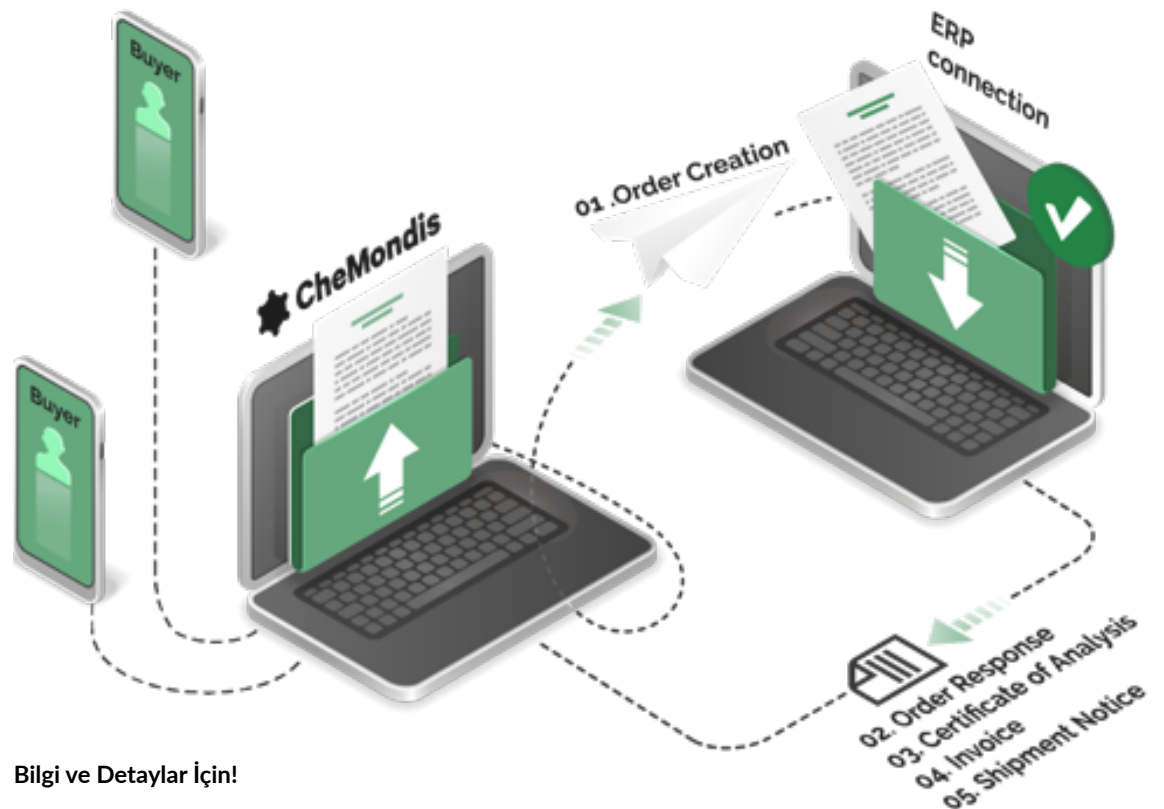 Buyer
ERP
connection
01 .Order Creation
CheMondis
Buyer
02. Order Response
03. Certificate of Analysis
04. Invoice
05. Shipment Notice
Bilgi ve Detaylar İçin!